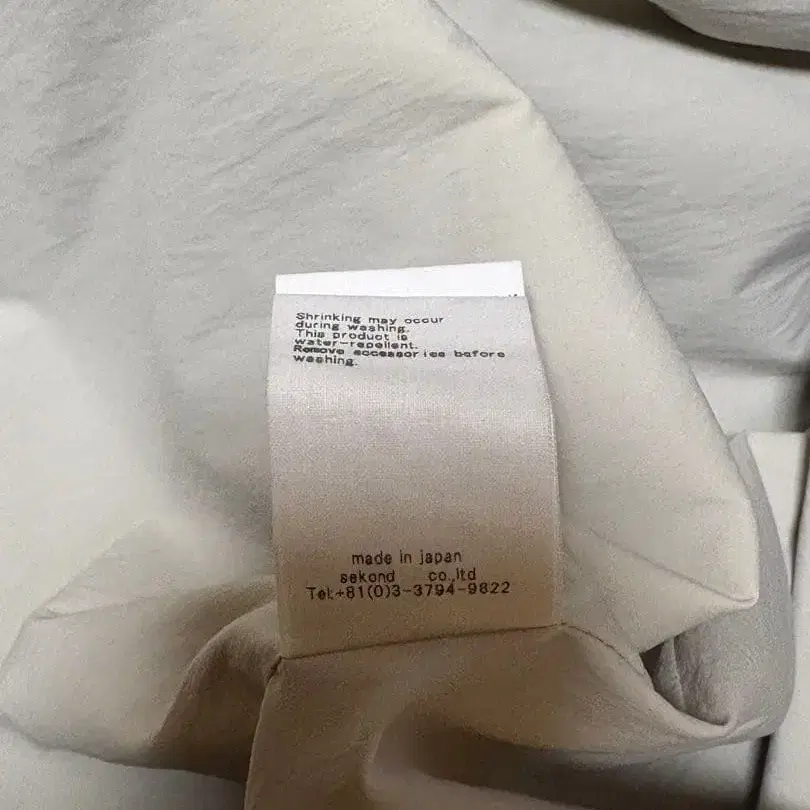 Shrinking may occur
during washing.
This product is
water-repellent.
Remove accessories before
washing.
made in japan
sekond co.,ltd
Tel:+81(0)3-3794-9822